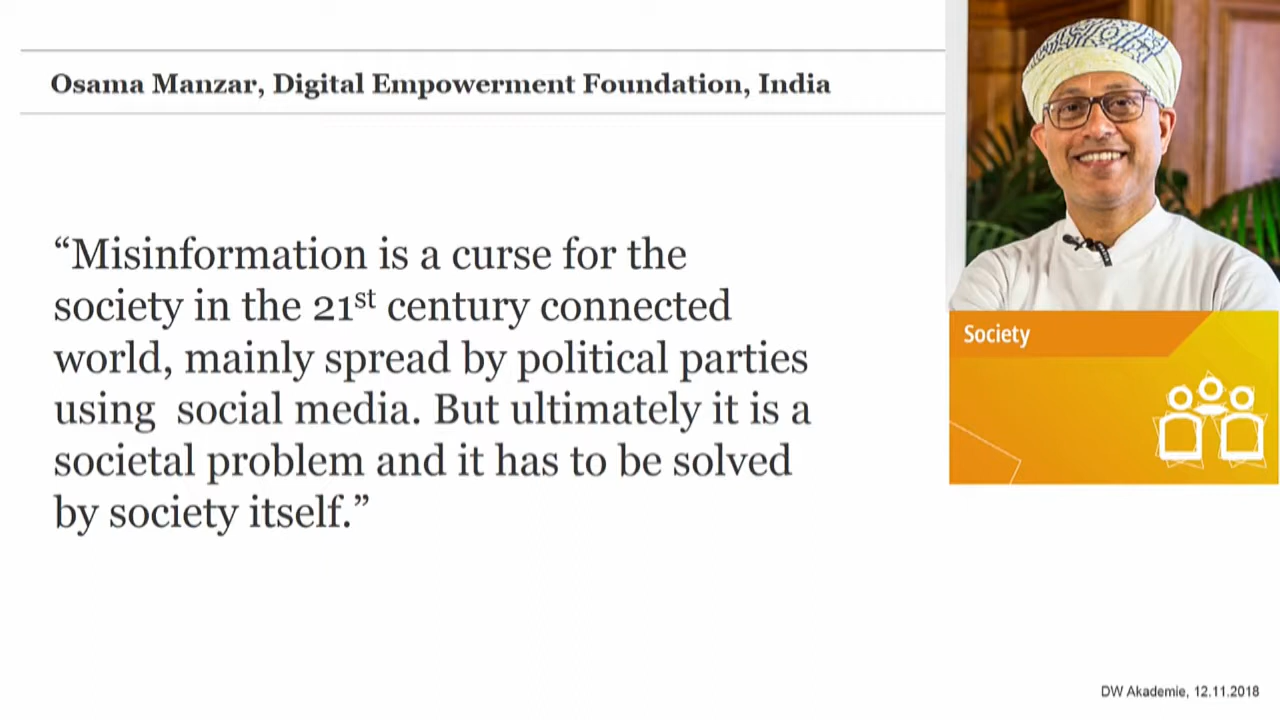 Osama Manzar, Digital Empowerment Foundation, India
“Misinformation is a curse for the
society in the 21st century connected
world, mainly spread by political parties
using  social media. But ultimately it is a
societal problem and it has to be solved
by society itself.”
Society
DW Akademie, 12.11.2018